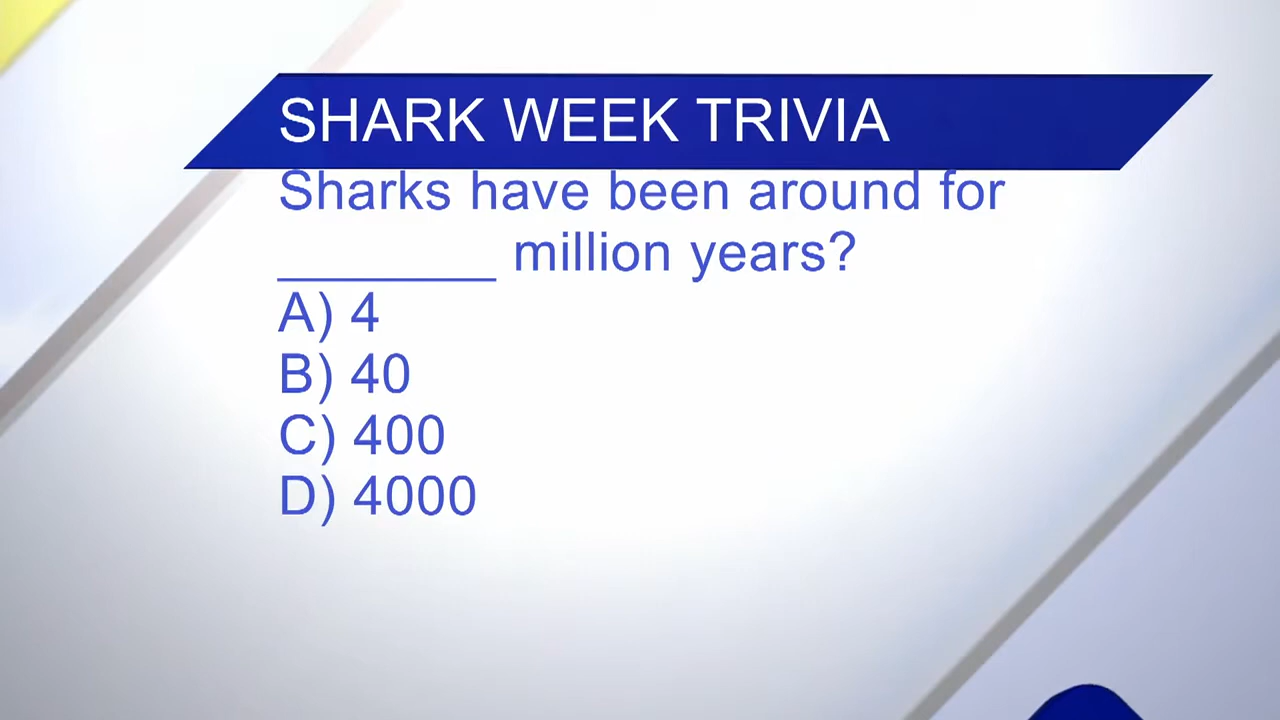 SHARK WEEK TRIVIA
Sharks have been around for
________ million years?
A) 4
B) 40
C) 400
D) 4000